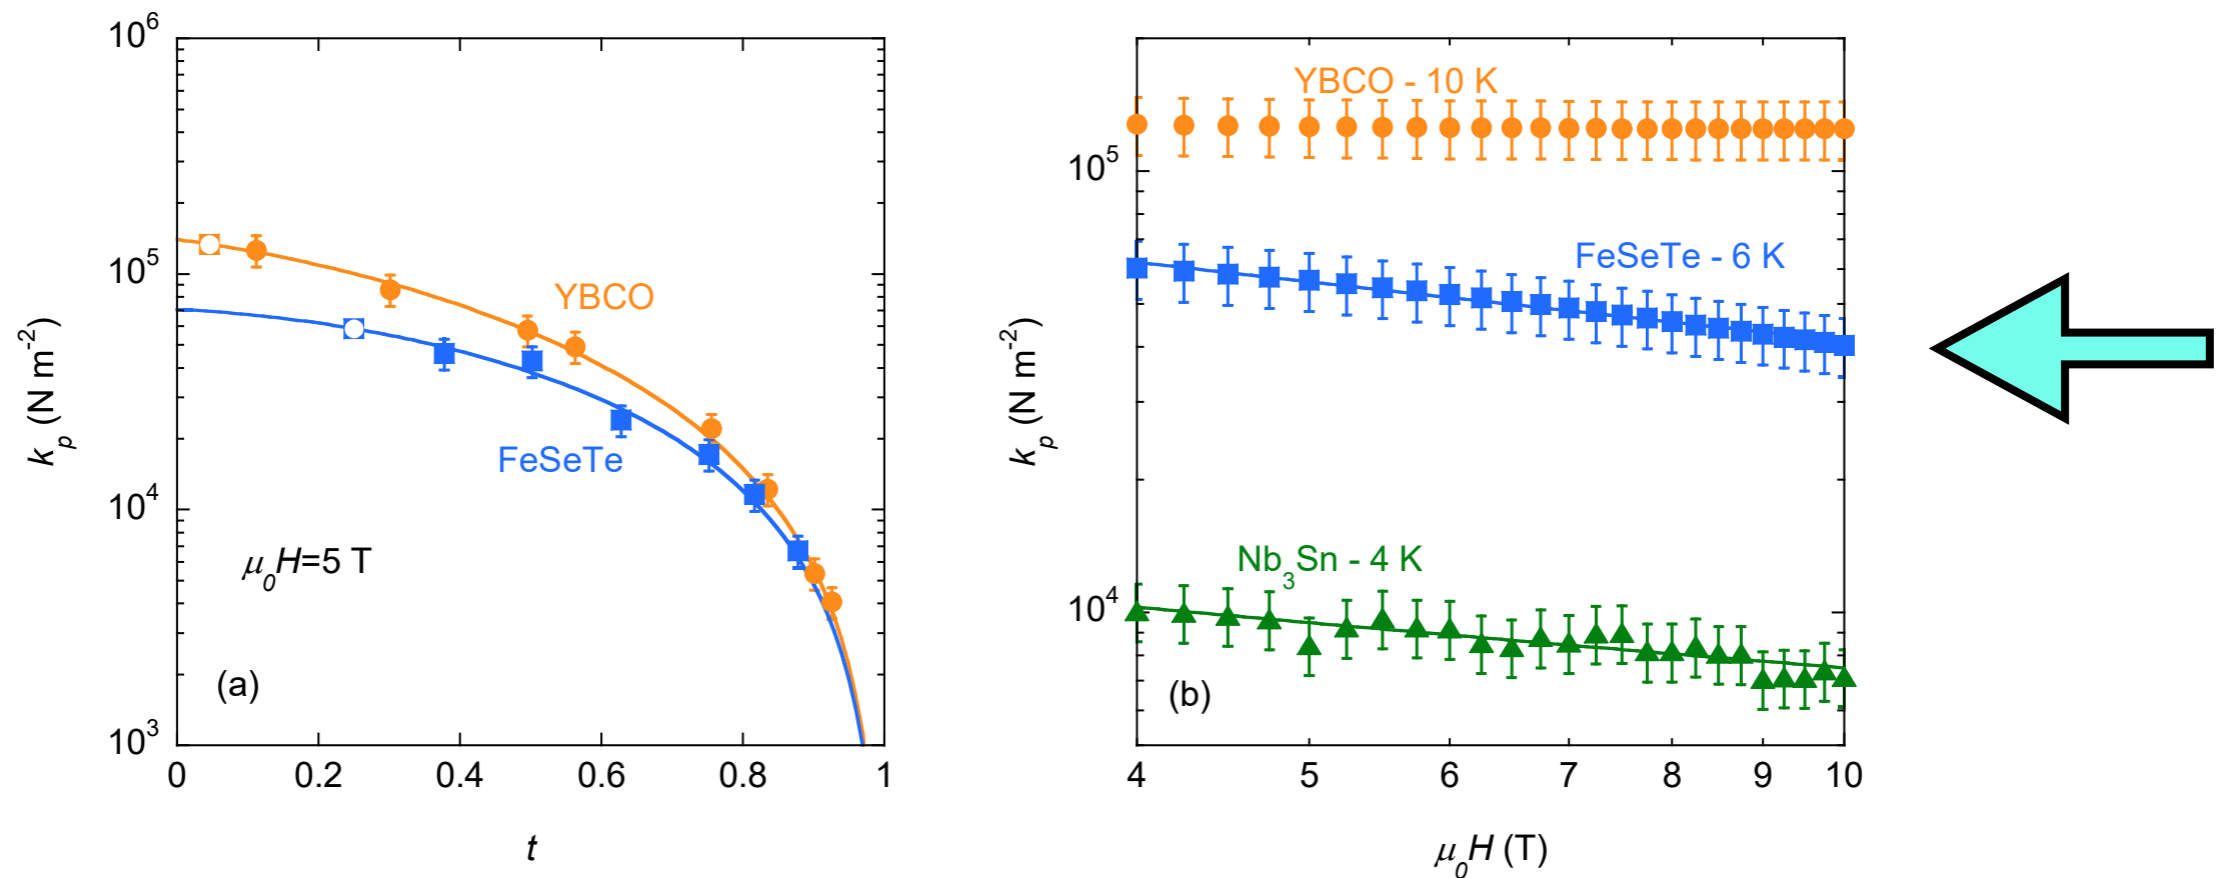 10^6
10^5
10^4
10^3
k_p (N m^-2)
YBCO
FeSeTe
μ_0H=5 T
(a)
0 0.2 0.4 0.6 0.8 1
t
YBCO - 10 K
10^5
FeSeTe - 6 K
k_p (N m^-2)
Nb_3Sn - 4 K
10^4
(b)
4 5 6 7 8 9 10
μ_0H (T)